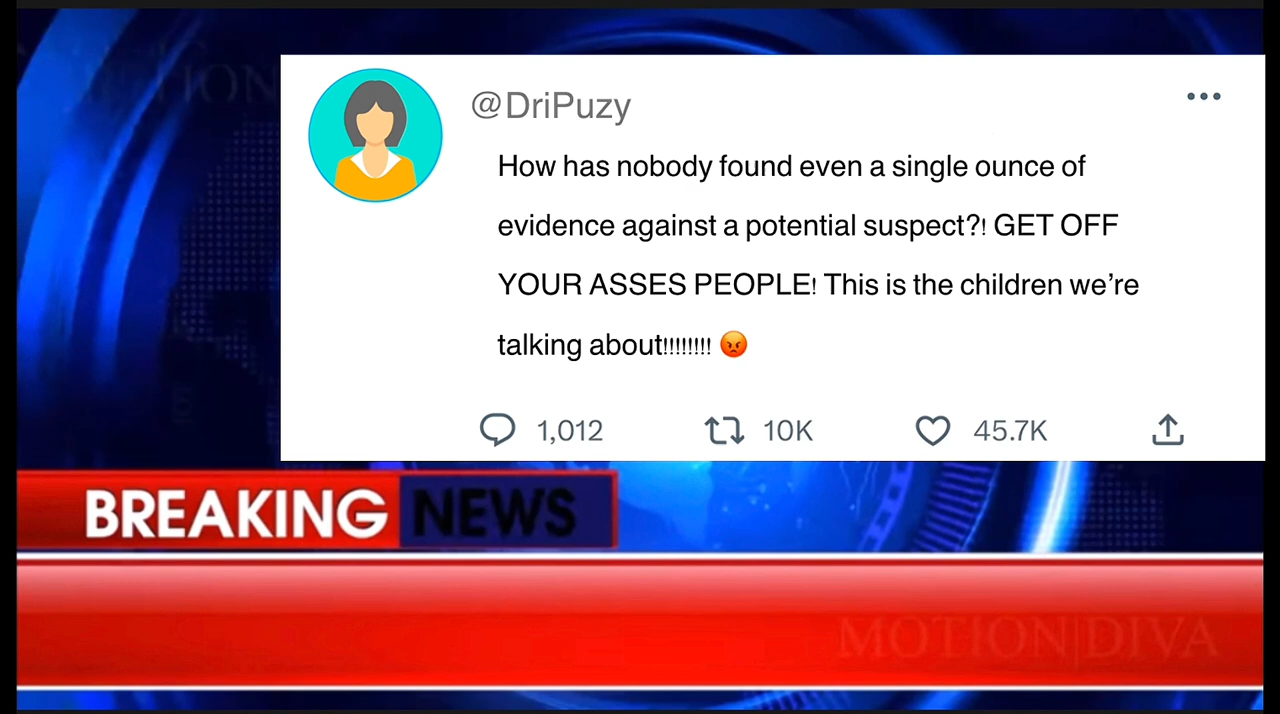 @DriPuzy
How has nobody found even a single ounce of
evidence against a potential suspect?! GET OFF
YOUR ASSES PEOPLE! This is the children we’re
talking about!!!!!!!! 😡
1,012 10K 45.7K
BREAKING NEWS
MOTION|DIVA